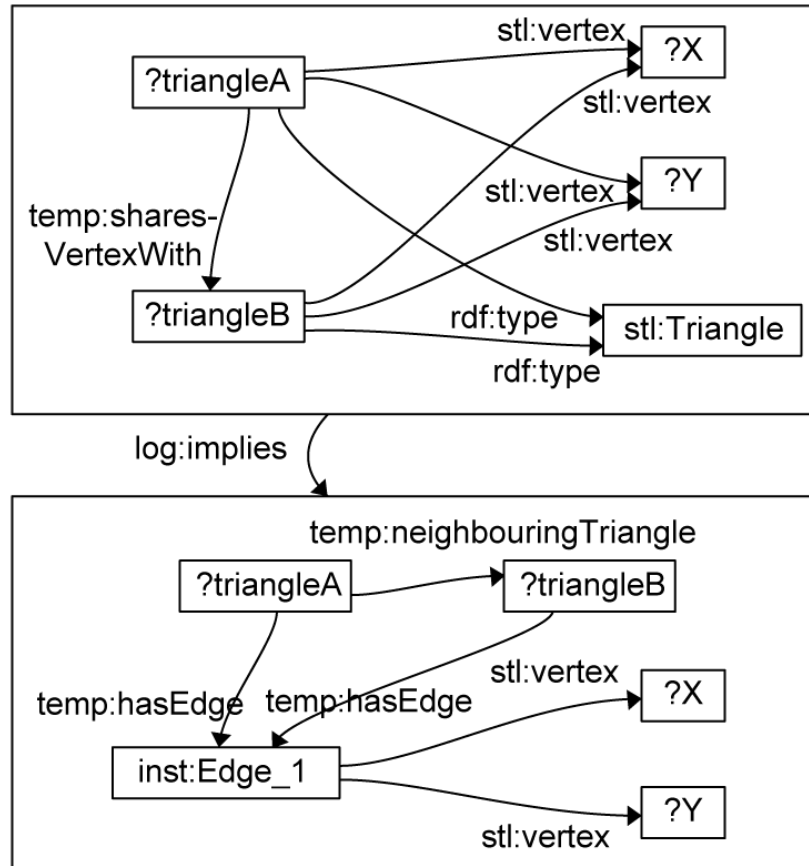 stl:vertex
?X
?triangleA
stl:vertex
?Y
stl:vertex
temp:shares-
VertexWith
stl:vertex
?triangleB
rdf:type
stl:Triangle
rdf:type
log:implies
temp:neighbouringTriangle
?triangleA
?triangleB
stl:vertex
?X
temp:hasEdge
temp:hasEdge
inst:Edge_1
?Y
stl:vertex